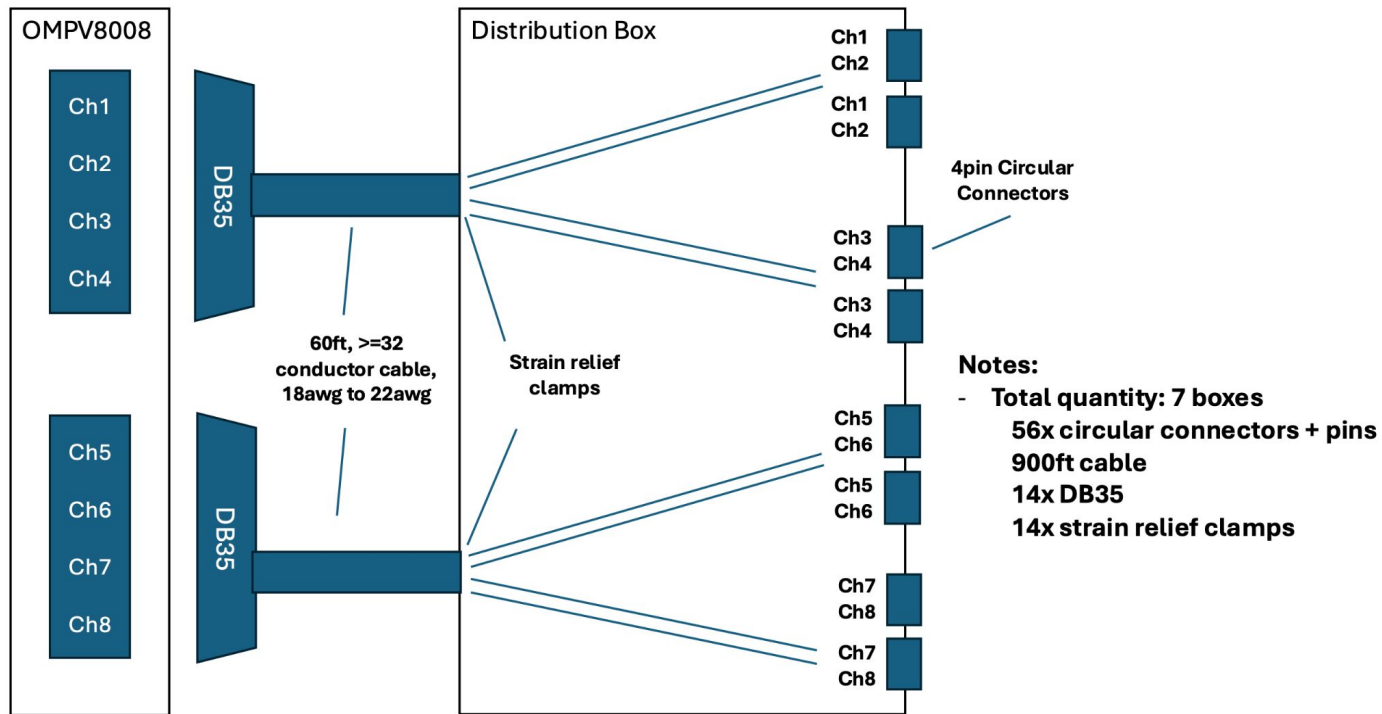 OMPV8008
Ch1
Ch2
Ch3
Ch4
Ch5
Ch6
Ch7
Ch8
DB35
DB35
60ft, >=32
conductor cable,
18awg to 22awg
Distribution Box
Strain relief
clamps
Ch1
Ch2
Ch1
Ch2
Ch3
Ch4
Ch3
Ch4
Ch5
Ch6
Ch5
Ch6
Ch7
Ch8
Ch7
Ch8
4pin Circular
Connectors
Notes:
- Total quantity: 7 boxes
56x circular connectors + pins
900ft cable
14x DB35
14x strain relief clamps